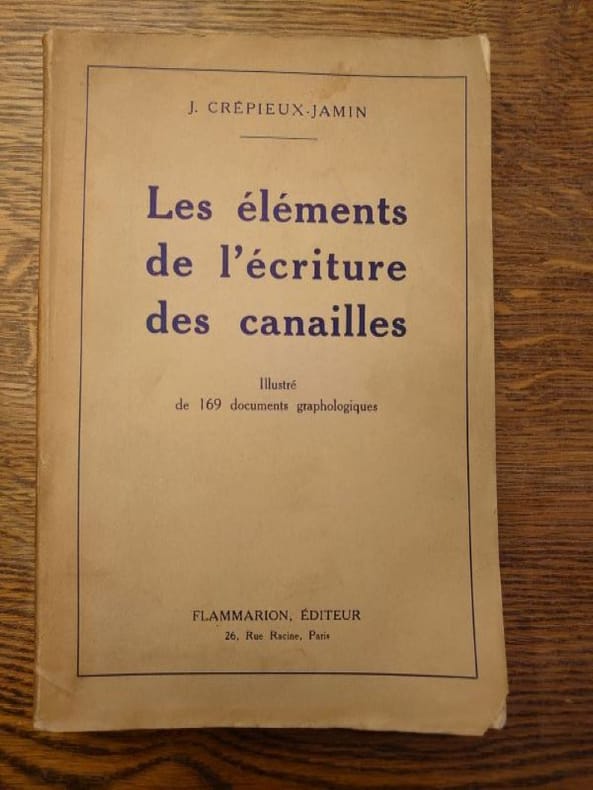 J. CRÉPIEUX-JAMIN
Les éléments
de l'écriture
des canailles
Illustré
de 169 documents graphologiques
FLAMMARION, ÉDITEUR
26, Rue Racine, Paris